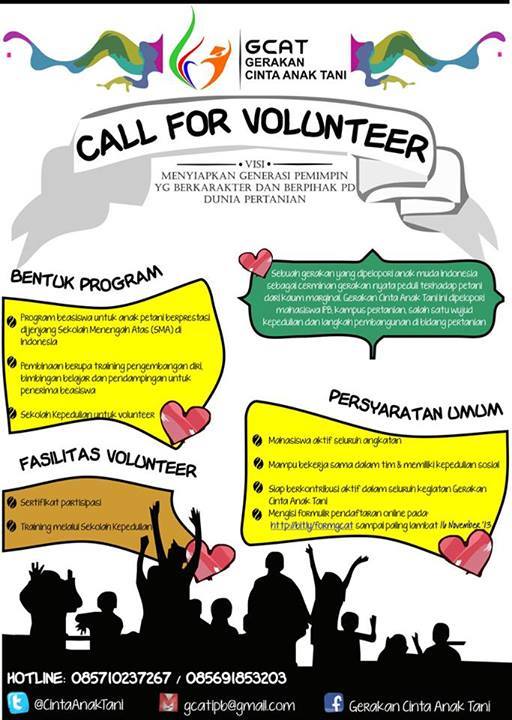 GCAT
GERAKAN
CINTA ANAK TANI
CALL FOR VOLUNTEER
• VISI •
MENYIAPKAN GENERASI PEMIMPIN
YG BERKARAKTER DAN BERPIHAK PD
DUNIA PERTANIAN
BENTUK PROGRAM
Program beasiswa untuk anak petani berprestasi
dijenjang Sekolah Menengah Atas (SMA) di
Indonesia
Pembinaan berupa training pengembangan diri,
bimbingan belajar, dan pendampingan untuk
penerima beasiswa
Sekolah Kepedulian untuk volunteer
Sebuah gerakan yang dipelopori anak muda Indonesia
sebagai cerminan gerakan nyata peduli terhadap petani
dari kaum marginal. Gerakan Cinta Anak Tani ini dipelopori
mahasiswa IPB, kampus pertanian, salah satu wujud
kepedulian dan langkah pembangunan di bidang pertanian
PERSYARATAN UMUM
Mahasiswa aktif seluruh angkatan
Mampu bekerja sama dalam tim & memiliki kepedulian sosial
Siap berkontribusi aktif dalam seluruh kegiatan Gerakan
Cinta Anak Tani
Mengisi formulir pendaftaran online pada:
http://bit.ly/formgcat sampai paling lambat 16 November '13
FASILITAS VOLUNTEER
Sertifikat partisipasi
Training melalui Sekolah Kepedulian
HOTLINE: 085710237267 / 085691853203
@CintaAnakTani
gcatipb@gmail.com
Gerakan Cinta Anak Tani